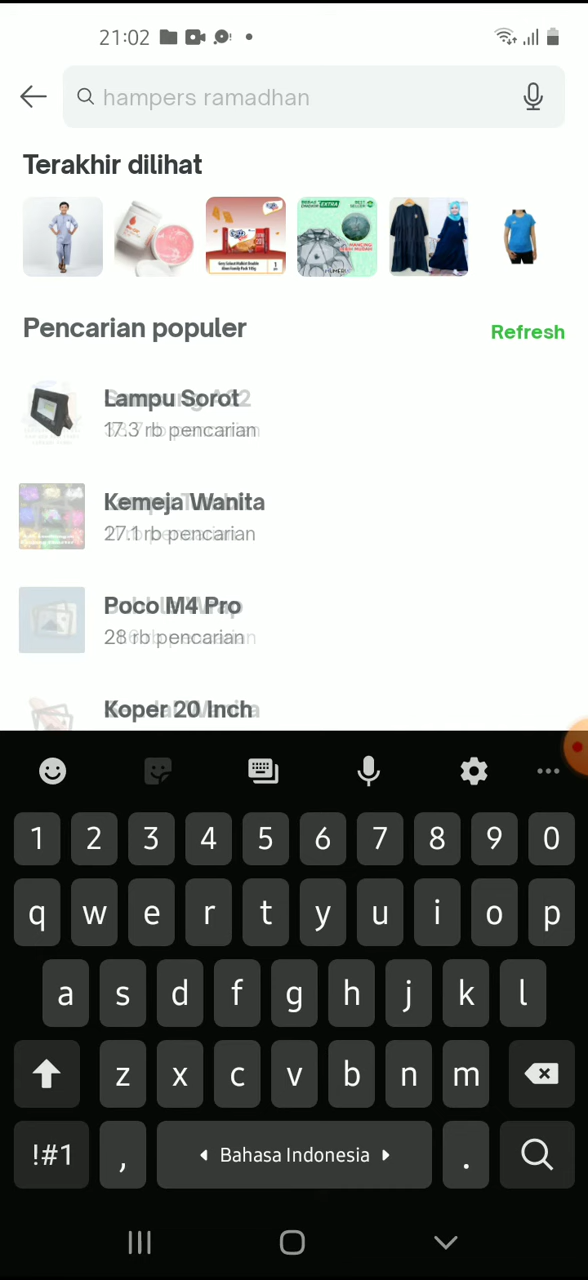 21:02
hampers ramadhan
Terakhir dilihat
Pencarian populer
Refresh
Lampu Sorot
17.3 rb pencarian
Kemeja Wanita
27.1 rb pencarian
Poco M4 Pro
28 rb pencarian
Koper 20 Inch
1 2 3 4 5 6 7 8 9 0
q w e r t y u i o p
a s d f g h j k l
z x c v b n m
!#1 , Bahasa Indonesia .